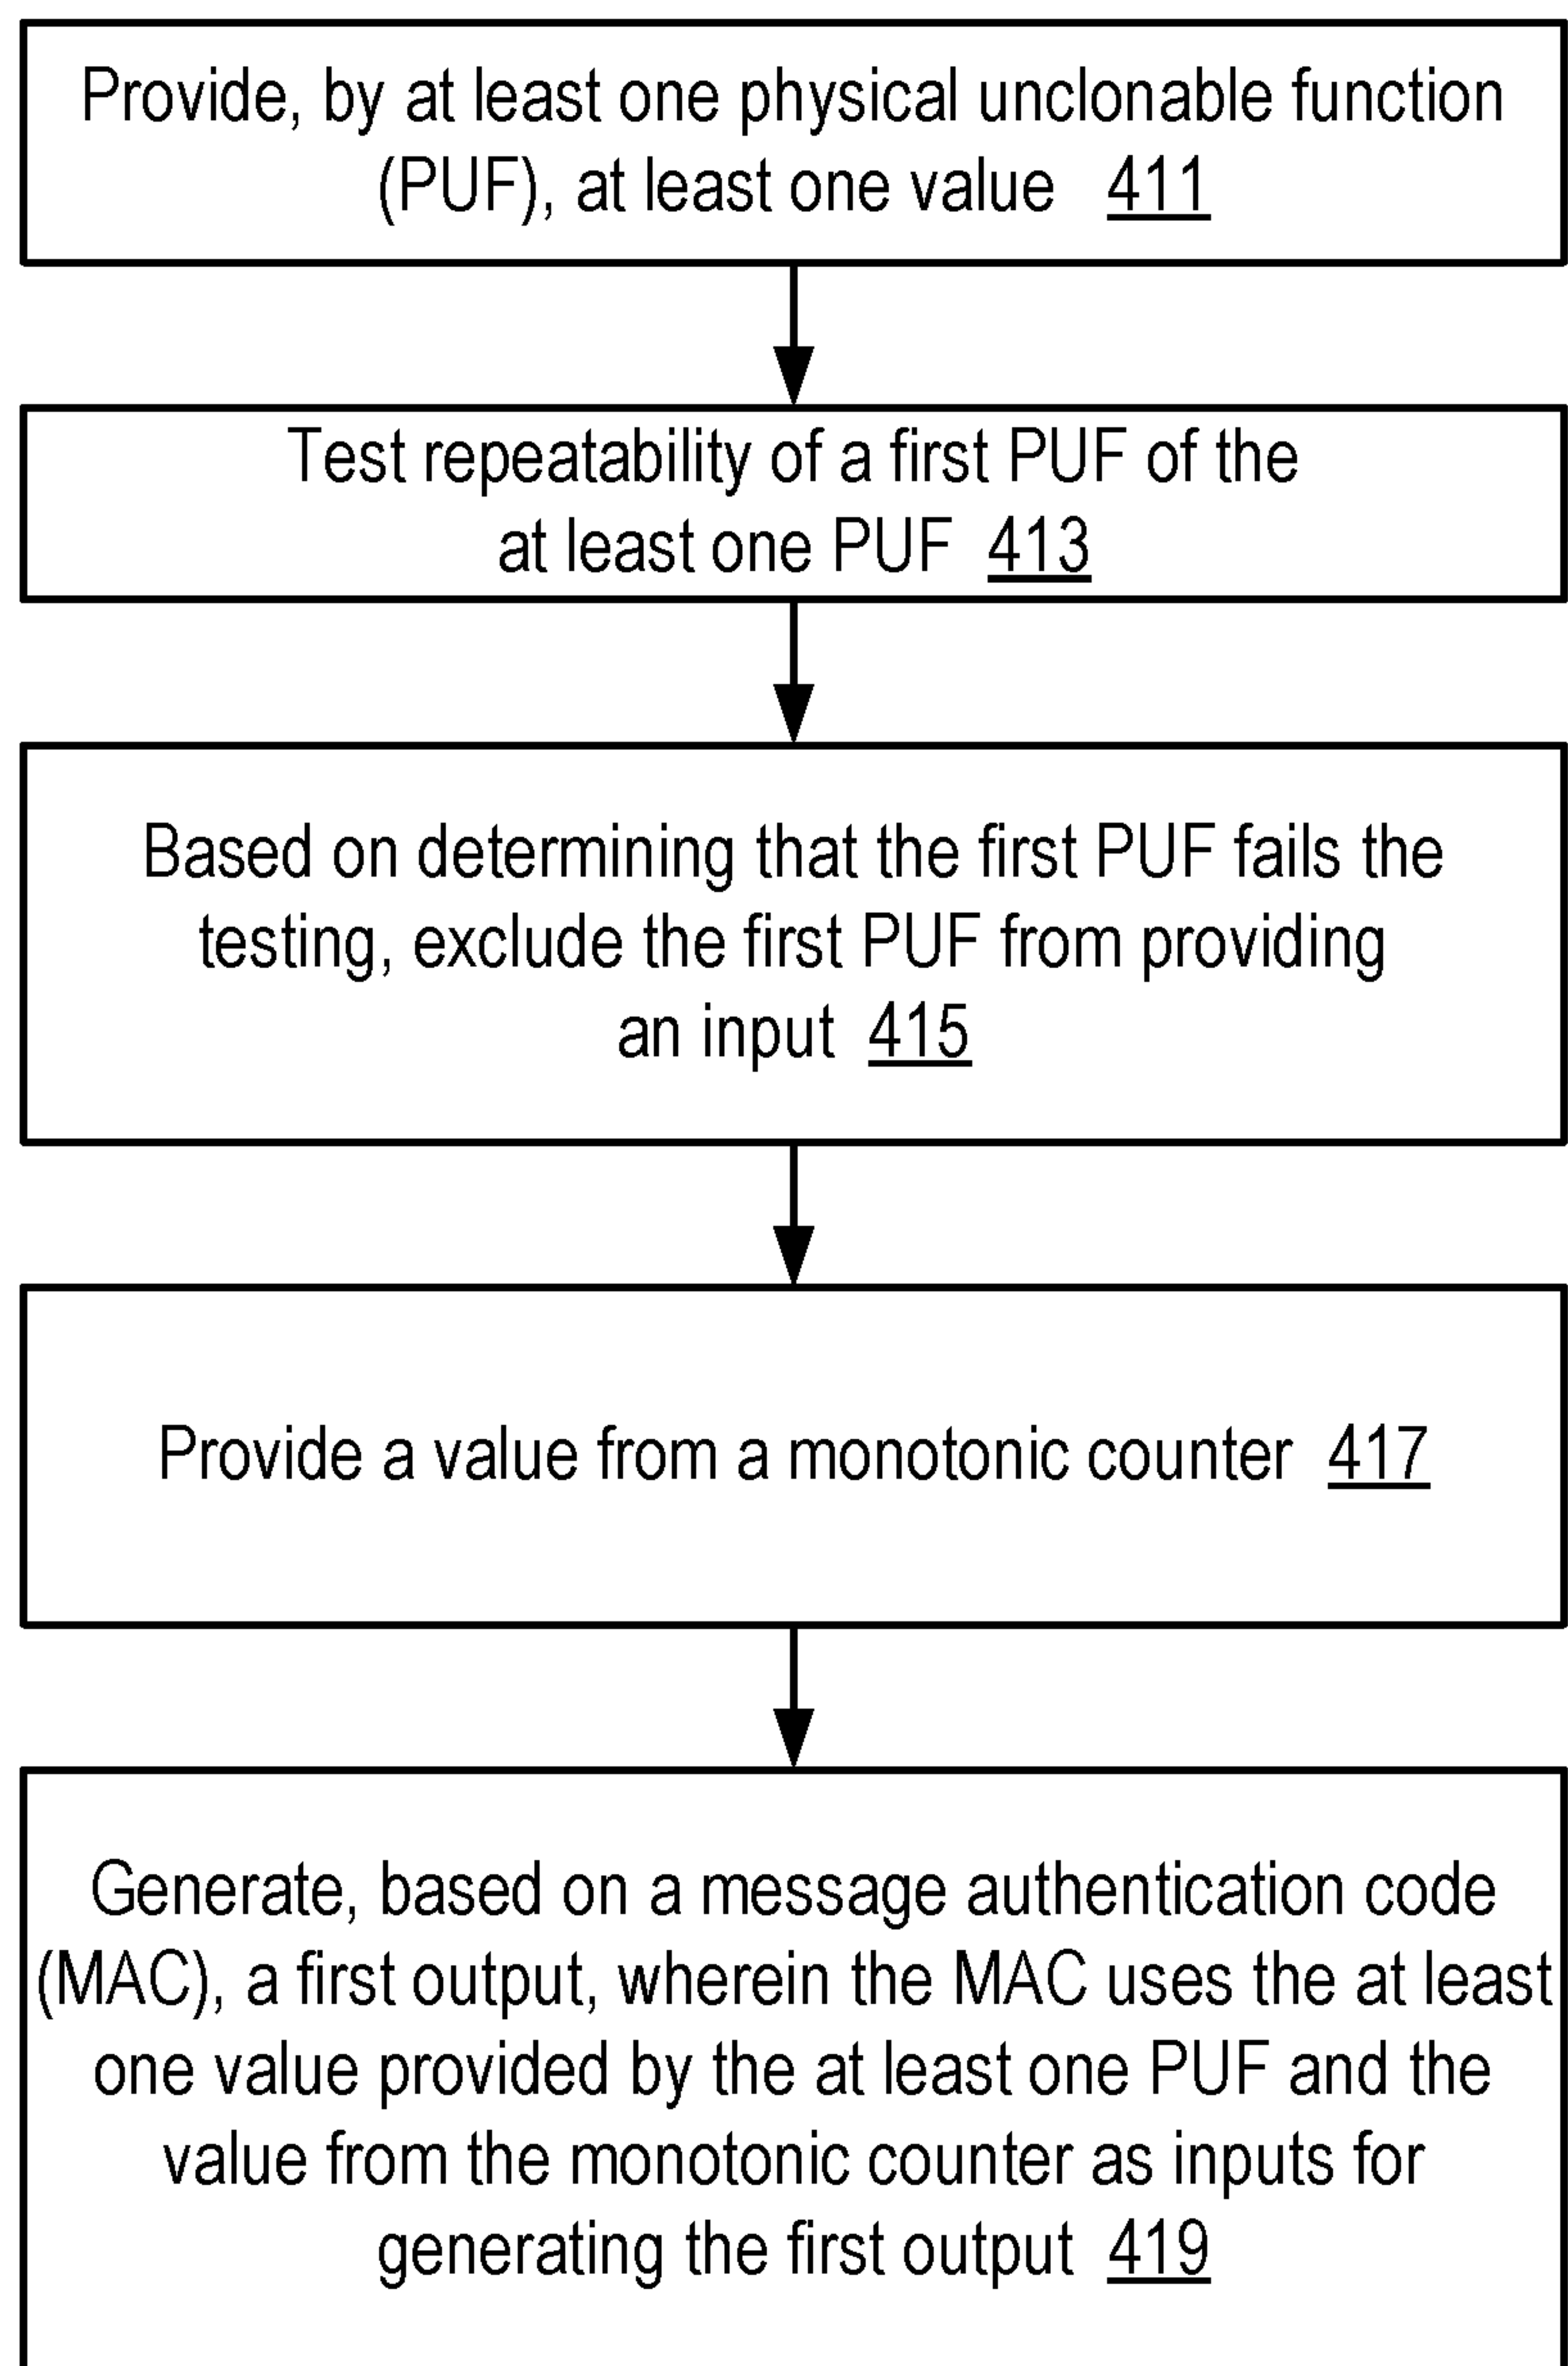 Provide, by at least one physical unclonable function
(PUF), at least one value 411
Test repeatability of a first PUF of the
at least one PUF 413
Based on determining that the first PUF fails the
testing, exclude the first PUF from providing
an input 415
Provide a value from a monotonic counter 417
Generate, based on a message authentication code
(MAC), a first output, wherein the MAC uses the at least
one value provided by the at least one PUF and the
value from the monotonic counter as inputs for
generating the first output 419